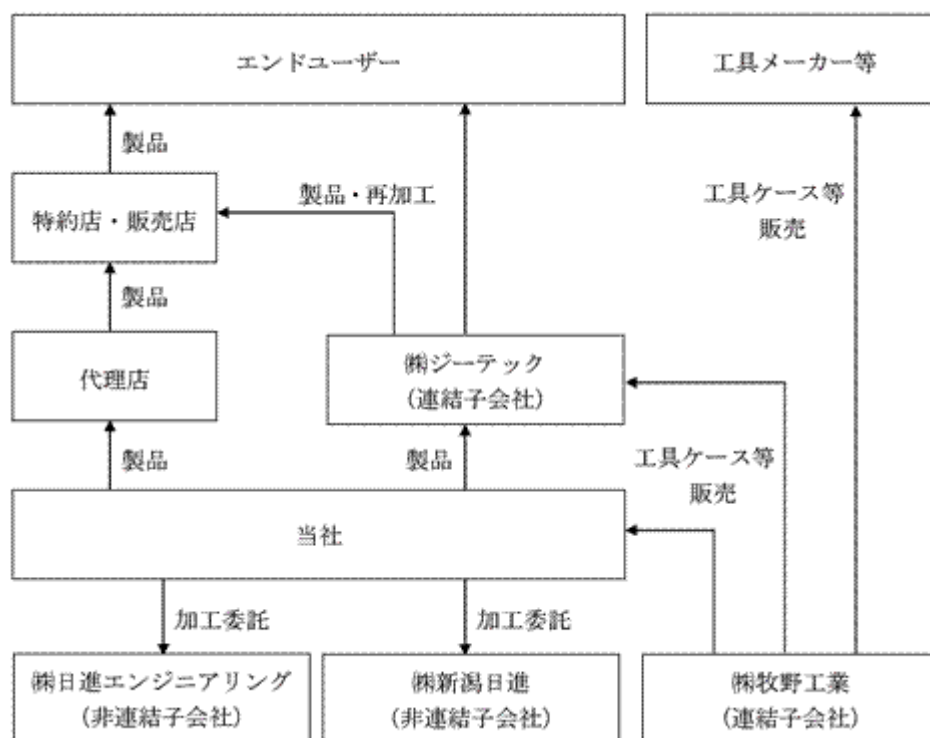 エンドユーザー
工具メーカー等
製品
特約店・販売店
製品・再加工
工具ケース等
販売
製品
代理店
㈱ジーテック
(連結子会社)
製品
製品
工具ケース等
販売
当社
加工委託
加工委託
㈱日進エンジニアリング
(非連結子会社)
㈱新潟日進
(非連結子会社)
㈱牧野工業
(連結子会社)